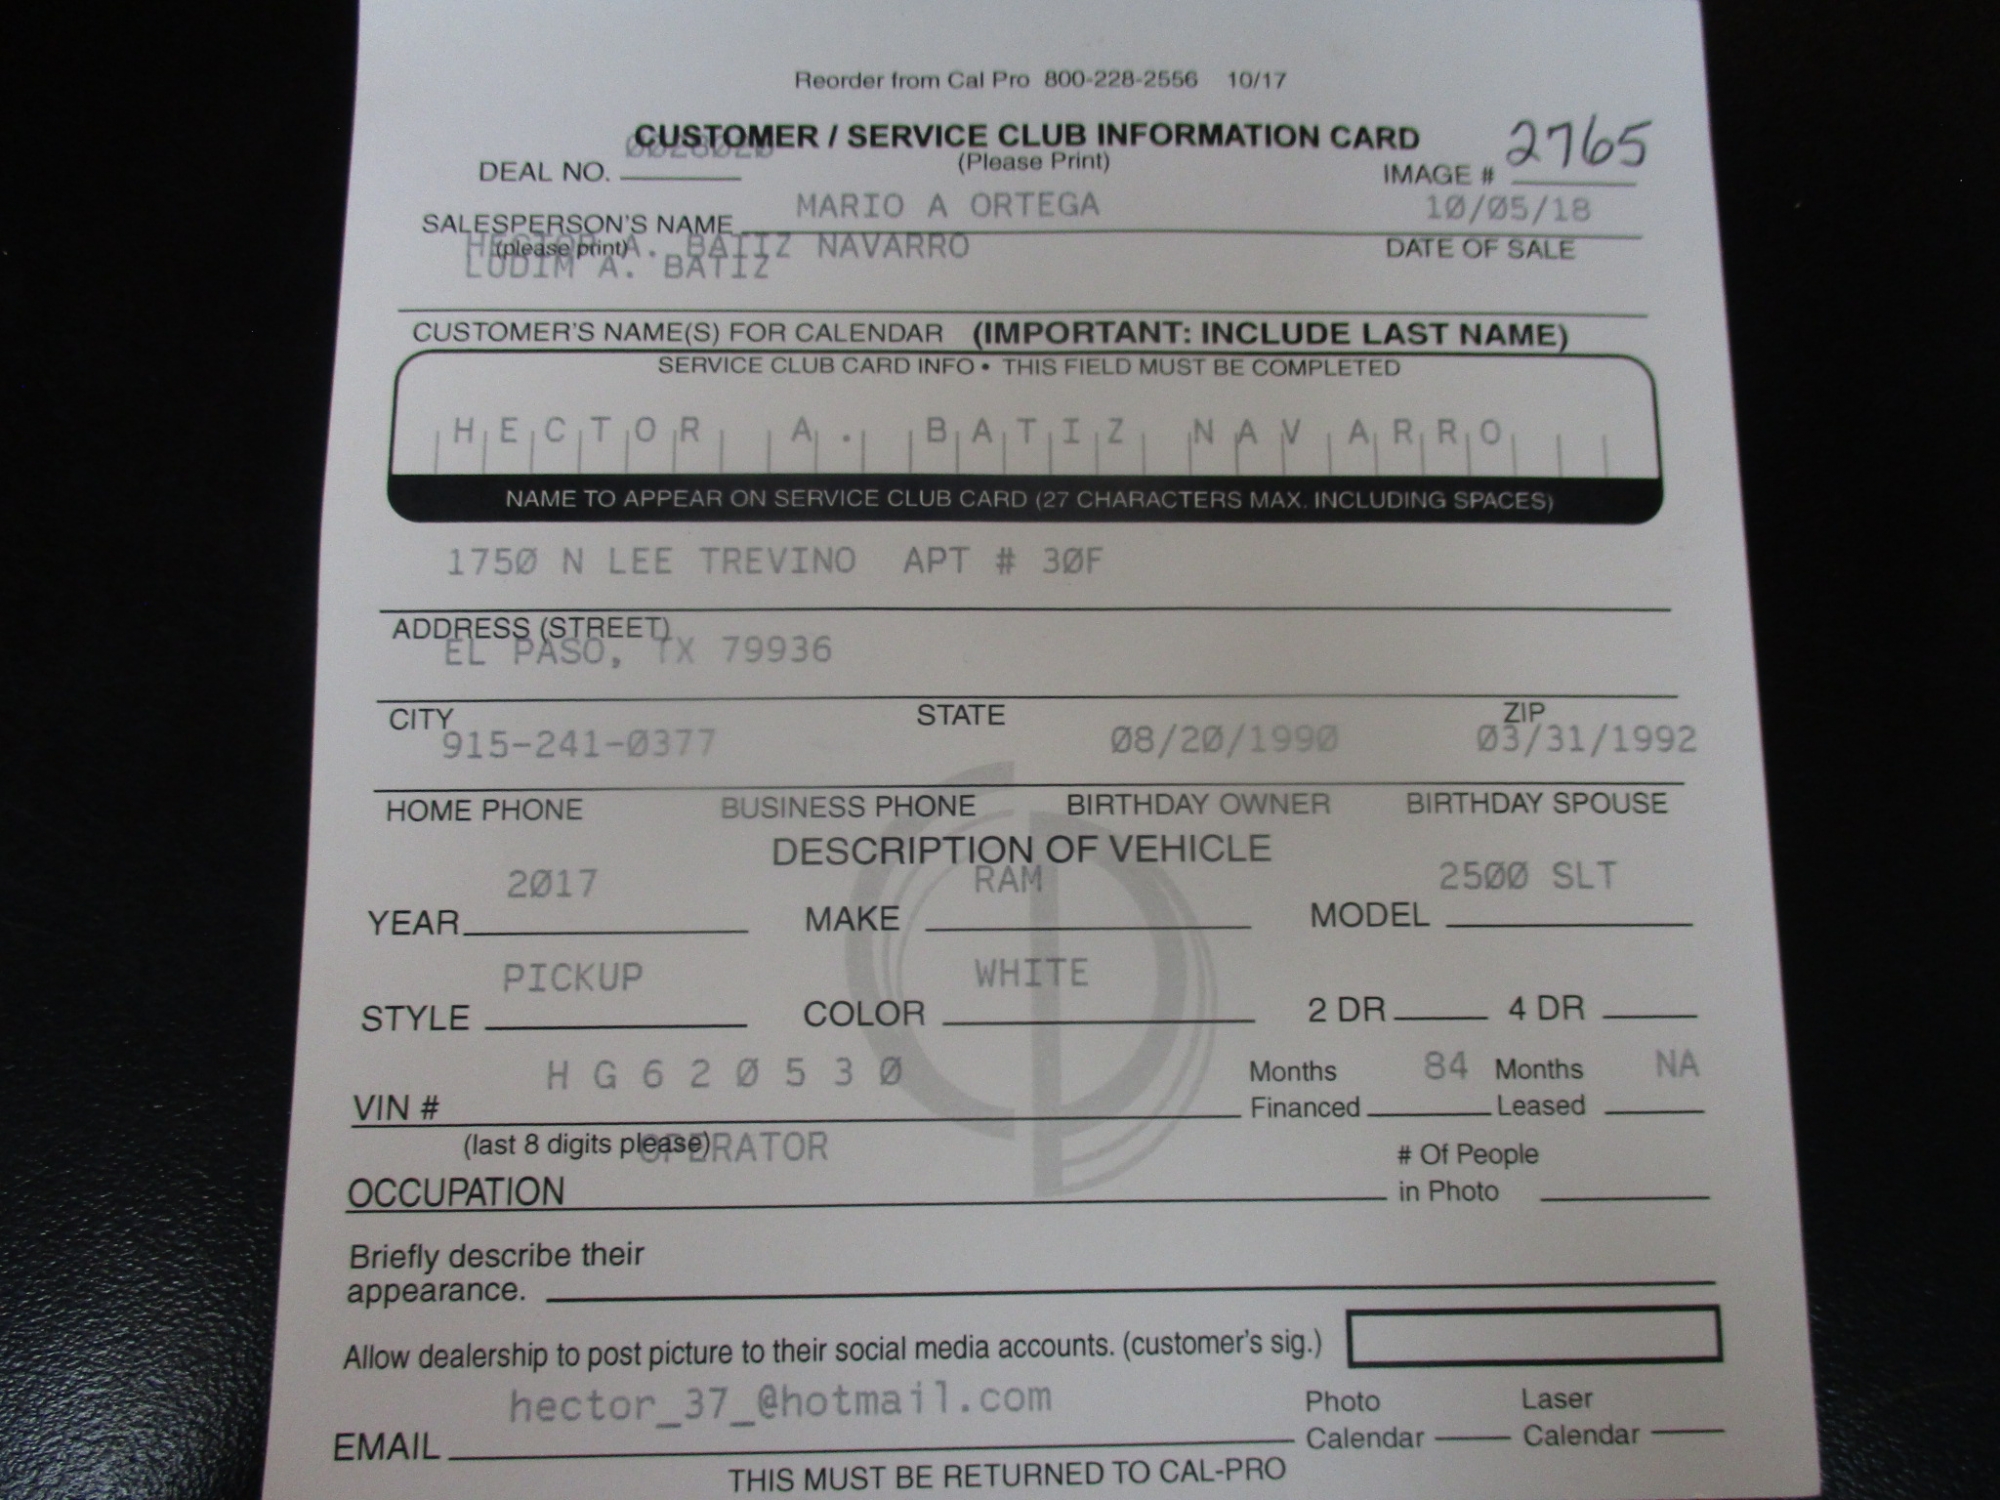 Reorder from Cal Pro 800-228-2556 10/17
CUSTOMER / SERVICE CLUB INFORMATION CARD
(Please Print)
DEAL NO. 0028020
IMAGE # 2765
MARIO A ORTEGA 10/05/18
SALESPERSON'S NAME
(please print) DATE OF SALE
HECTOR A. BATIZ NAVARRO
LUDIM A. BATIZ
CUSTOMER'S NAME(S) FOR CALENDAR (IMPORTANT: INCLUDE LAST NAME)
SERVICE CLUB CARD INFO • THIS FIELD MUST BE COMPLETED
HECTOR A. BATIZ NAVARRO
NAME TO APPEAR ON SERVICE CLUB CARD (27 CHARACTERS MAX. INCLUDING SPACES)
1750 N LEE TREVINO APT # 30F
ADDRESS (STREET)
EL PASO, TX 79936
CITY STATE ZIP
915-241-0377 08/20/1990 03/31/1992
HOME PHONE BUSINESS PHONE BIRTHDAY OWNER BIRTHDAY SPOUSE
DESCRIPTION OF VEHICLE
2017 RAM 2500 SLT
YEAR MAKE MODEL
PICKUP WHITE
STYLE COLOR 2 DR 4 DR
HG620530 Months 84 Months NA
VIN # Financed Leased
(last 8 digits please) OPERATOR
# Of People
OCCUPATION in Photo
Briefly describe their
appearance.
Allow dealership to post picture to their social media accounts. (customer's sig.)
hector_37_@hotmail.com Photo Laser
EMAIL Calendar Calendar
THIS MUST BE RETURNED TO CAL-PRO